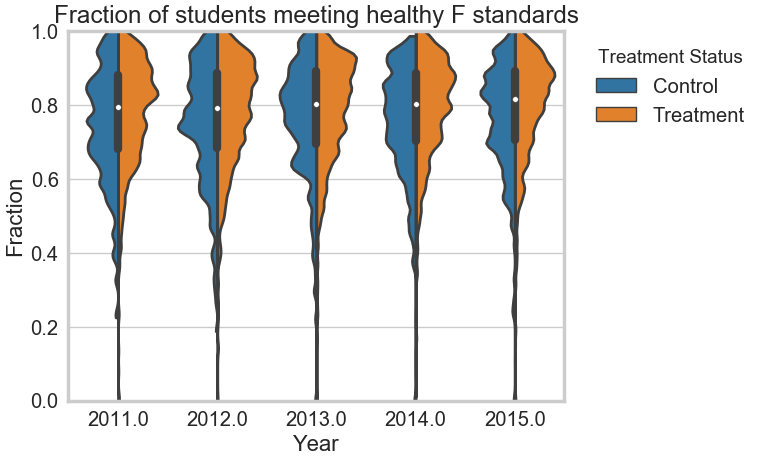 Fraction of students meeting healthy F standards
1.0
0.8
0.6
0.4
0.2
0.0
Fraction
2011.0 2012.0 2013.0 2014.0 2015.0
Year
Treatment Status
Control
Treatment